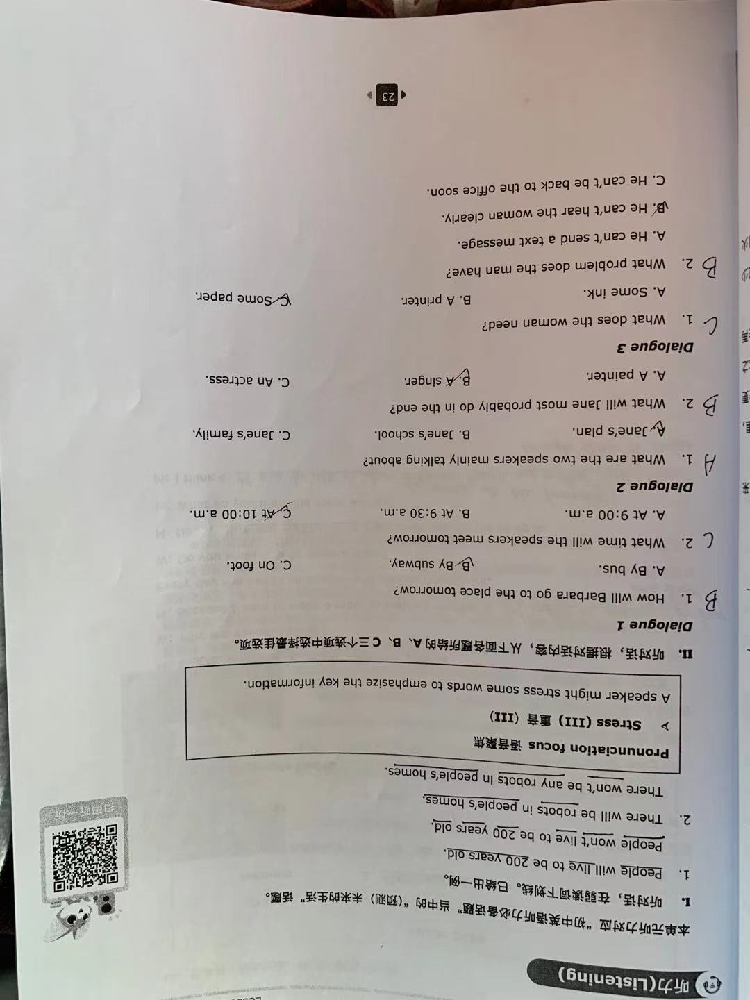 听力(Listening)
本单元听力对应“初中英语听力必备话题”当中的“(预测)未来的生活”话题。
I. 听对话，在弱读词下划线。已给出一例。
1. People will live to be 200 years old.
People won't live to be 200 years old.
2. There will be robots in people's homes.
There won't be any robots in people's homes.
扫码听一听
Pronunciation focus 语音聚焦
➢ Stress (III) 重音（III）
A speaker might stress some words to emphasize the key information.
II. 听对话，根据对话内容，从下面各题所给的 A、B、C 三个选项中选择最佳选项。
Dialogue 1
B 1. How will Barbara go to the place tomorrow?
A. By bus. B. By subway. C. On foot.
C 2. What time will the speakers meet tomorrow?
A. At 9:00 a.m. B. At 9:30 a.m. C. At 10:00 a.m.
Dialogue 2
A 1. What are the two speakers mainly talking about?
A. Jane's plan. B. Jane's school. C. Jane's family.
B 2. What will Jane most probably do in the end?
A. A painter. B. A singer. C. An actress.
Dialogue 3
C 1. What does the woman need?
A. Some ink. B. A printer. C. Some paper.
B 2. What problem does the man have?
A. He can't send a text message.
B. He can't hear the woman clearly.
C. He can't be back to the office soon.
23